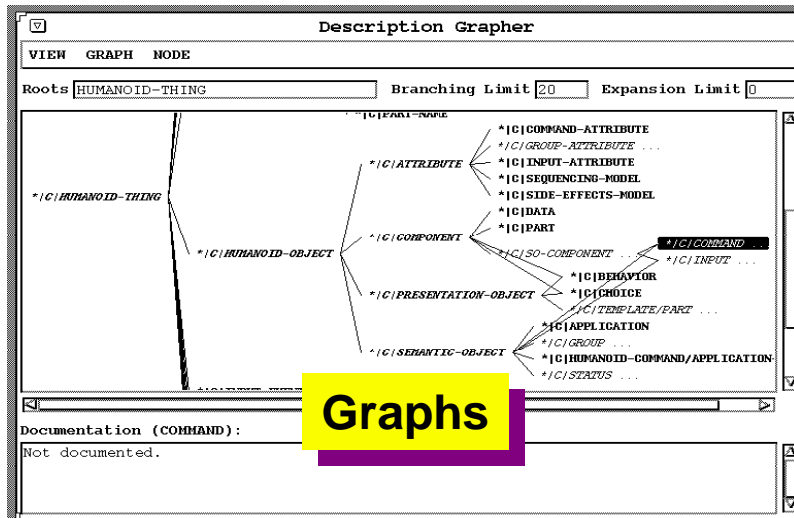 Description Grapher
VIEW GRAPH NODE
Roots HUMANOID-THING Branching Limit 20 Expansion Limit 0
*|C|PART-NAME
*|C|COMMAND-ATTRIBUTE
*|C|GROUP-ATTRIBUTE ...
*|C|ATTRIBUTE
*|C|INPUT-ATTRIBUTE
*|C|SEQUENCING-MODEL
*|C|HUMANOID-THING
*|C|SIDE-EFFECTS-MODEL
*|C|DATA
*|C|PART
*|C|COMPONENT
*|C|COMMAND ...
*|C|HUMANOID-OBJECT
*|C|SO-COMPONENT ...
*|C|INPUT ...
*|C|BEHAVIOR
*|C|PRESENTATION-OBJECT
*|C|CHOICE
*|C|TEMPLATE/PART ...
*|C|APPLICATION
*|C|GROUP ...
*|C|SEMANTIC-OBJECT
*|C|HUMANOID-COMMAND/APPLICATION-
*|C|STATUS ...
Graphs
Documentation (COMMAND):
Not documented.